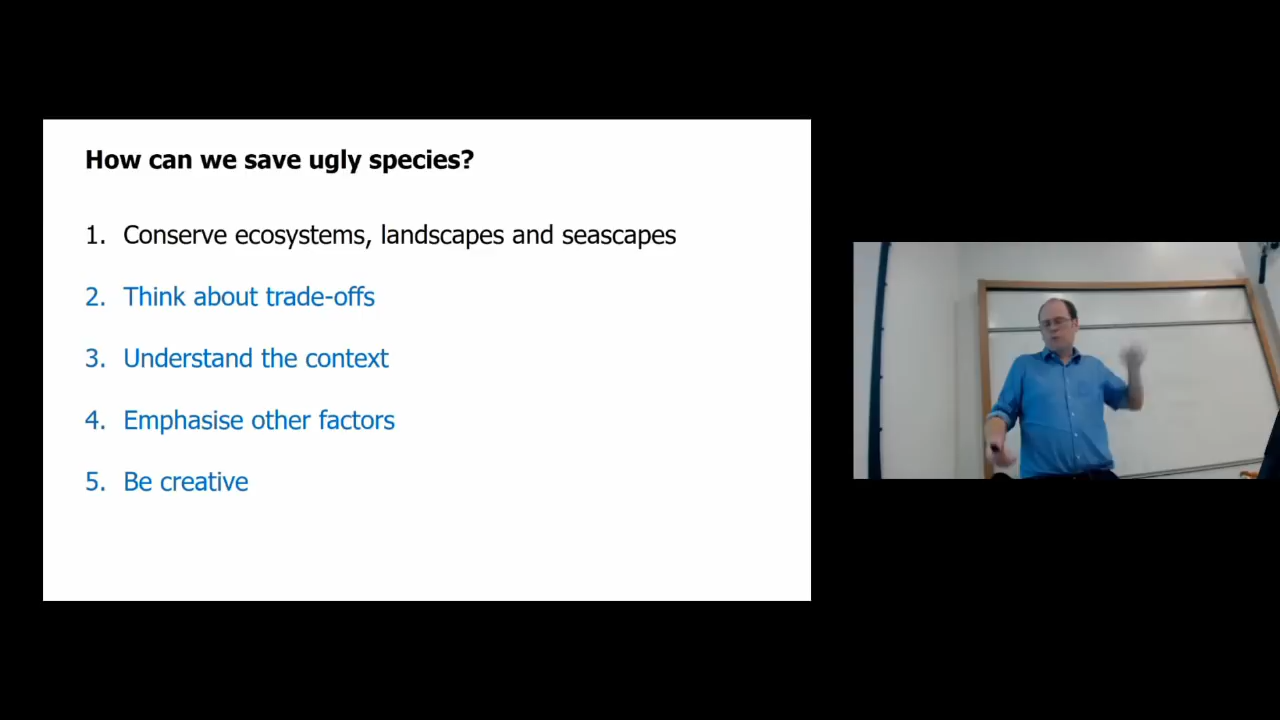 How can we save ugly species?
1. Conserve ecosystems, landscapes and seascapes
2. Think about trade-offs
3. Understand the context
4. Emphasise other factors
5. Be creative